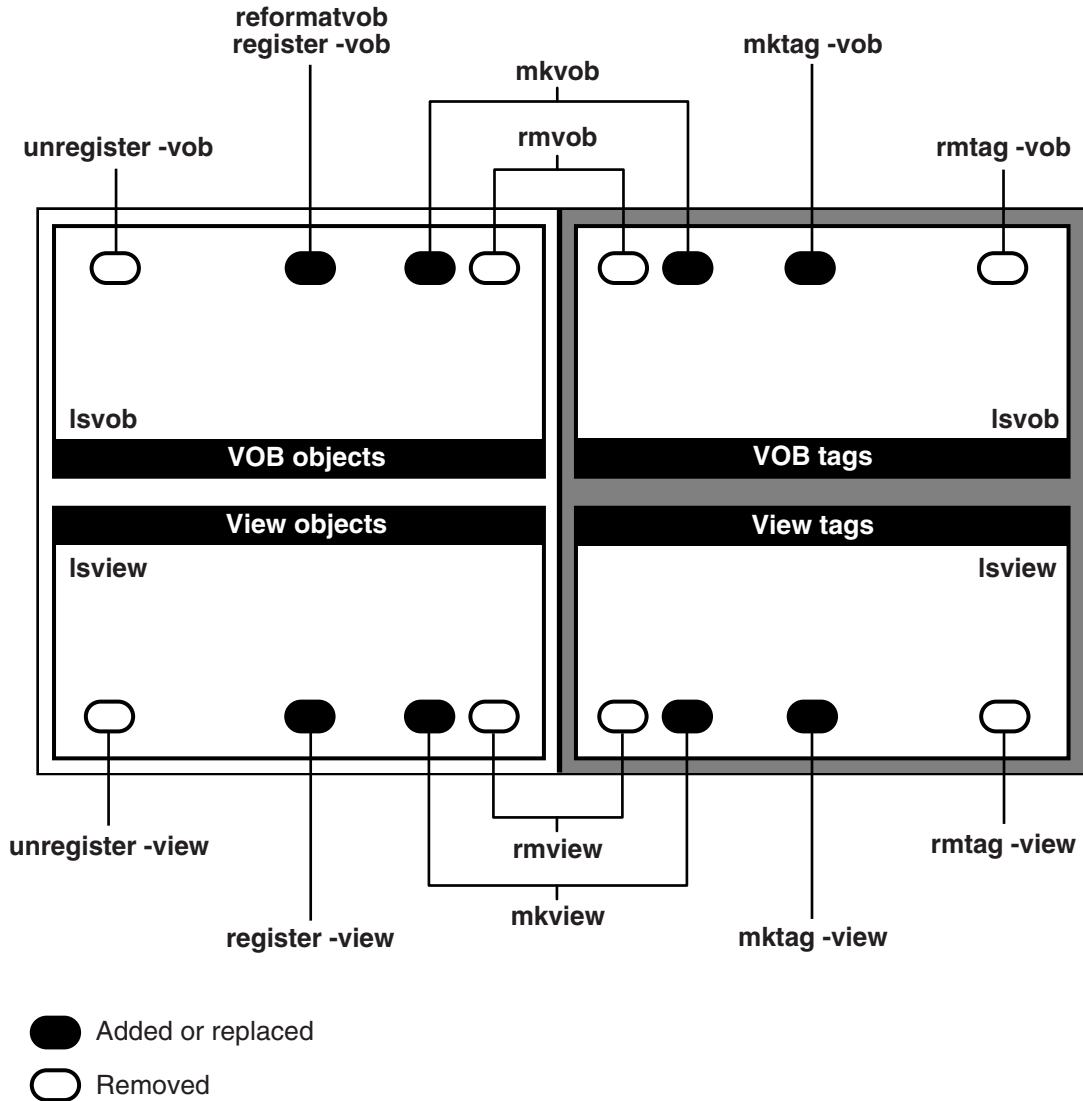 reformatvob
register -vob
mktag -vob
mkvob
rmvob
unregister -vob
rmtag -vob
lsvob
lsvob
VOB objects
VOB tags
View objects
View tags
lsview
lsview
unregister -view
rmview
rmtag -view
mkview
register -view
mktag -view
Added or replaced
Removed